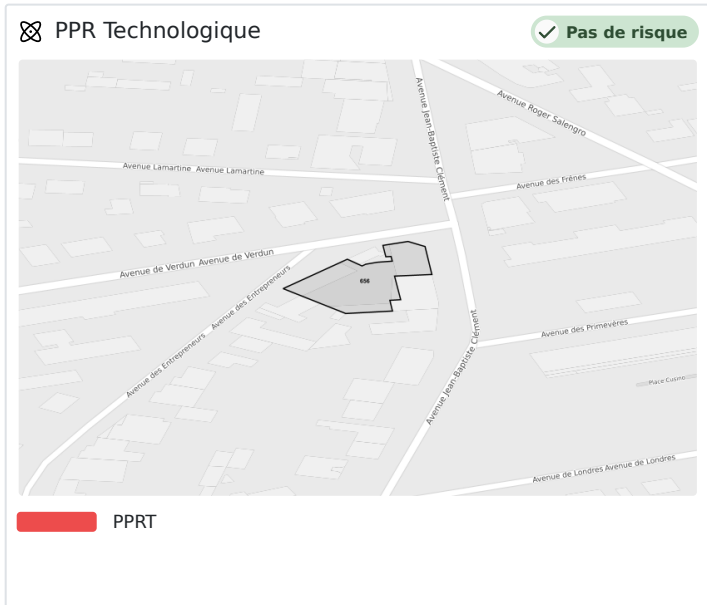 PPR Technologique
Pas de risque
Avenue Roger Salengro
Avenue Jean-Baptiste Clément
Avenue Lamartine Avenue Lamartine
Avenue des Frênes
Avenue de Verdun Avenue de Verdun
Avenue des Entrepreneurs
656
Avenue des Entrepreneurs
Avenue Jean-Baptiste Clément
Avenue des Primevères
Place Cusino
Avenue de Londres Avenue de Londres
PPRT